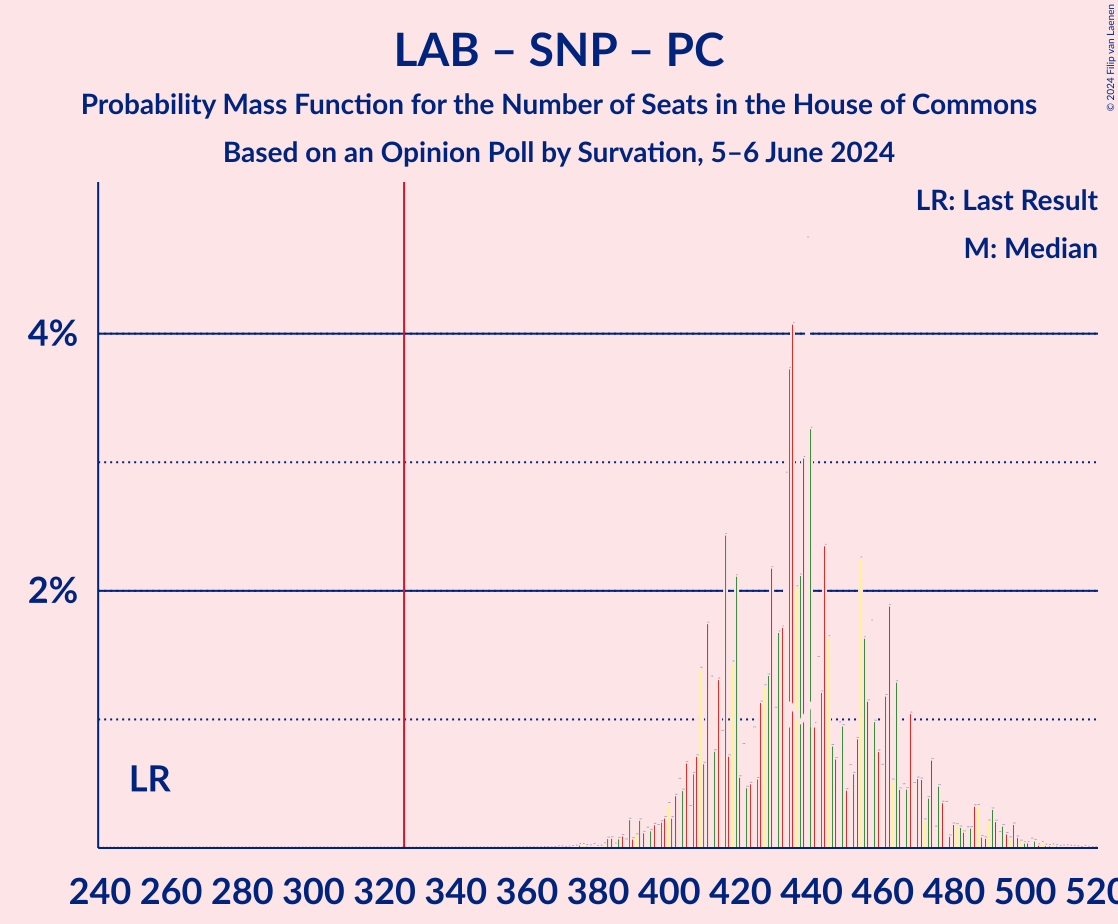 LAB – SNP – PC
Probability Mass Function for the Number of Seats in the House of Commons
Based on an Opinion Poll by Survation, 5–6 June 2024
© 2024 Filip van Laenen
LR: Last Result
M: Median
4%
2%
LR
240 260 280 300 320 340 360 380 400 420 440 460 480 500 520